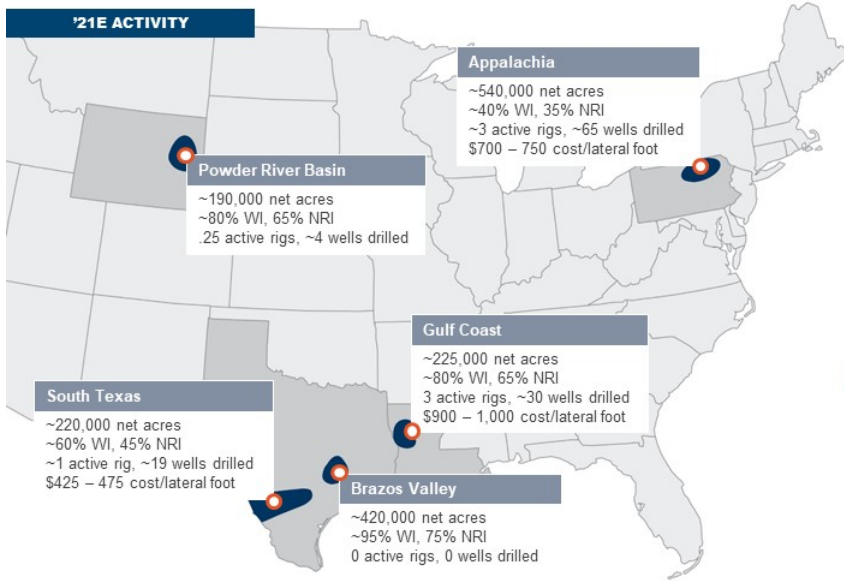 '21E ACTIVITY
Appalachia
~540,000 net acres
~40% WI, 35% NRI
~3 active rigs, ~65 wells drilled
$700 – 750 cost/lateral foot
Powder River Basin
~190,000 net acres
~80% WI, 65% NRI
.25 active rigs, ~4 wells drilled
Gulf Coast
~225,000 net acres
~80% WI, 65% NRI
3 active rigs, ~30 wells drilled
$900 – 1,000 cost/lateral foot
South Texas
~220,000 net acres
~60% WI, 45% NRI
~1 active rig, ~19 wells drilled
$425 – 475 cost/lateral foot
Brazos Valley
~420,000 net acres
~95% WI, 75% NRI
0 active rigs, 0 wells drilled